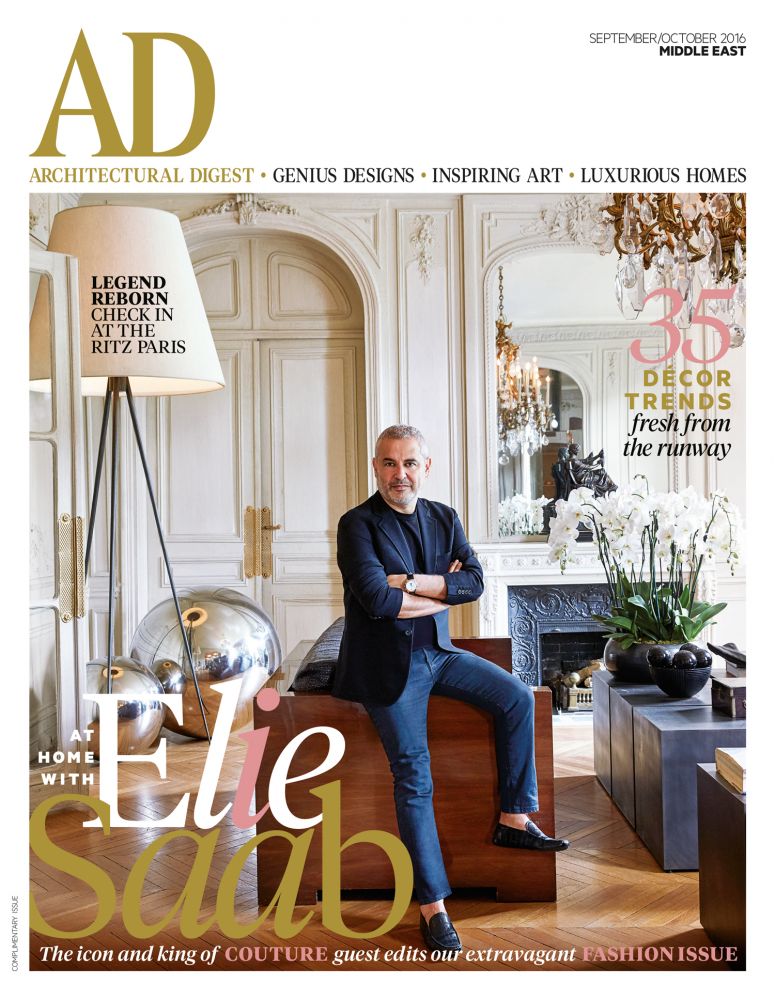 AD
SEPTEMBER/OCTOBER 2016
MIDDLE EAST
ARCHITECTURAL DIGEST • GENIUS DESIGNS • INSPIRING ART • LUXURIOUS HOMES
LEGEND
REBORN
CHECK IN
AT THE
RITZ PARIS
35
DÉCOR
TRENDS
fresh from
the runway
AT
HOME
WITH
Elie
Saab
The icon and king of COUTURE guest edits our extravagant FASHION ISSUE
COMPLIMENTARY ISSUE